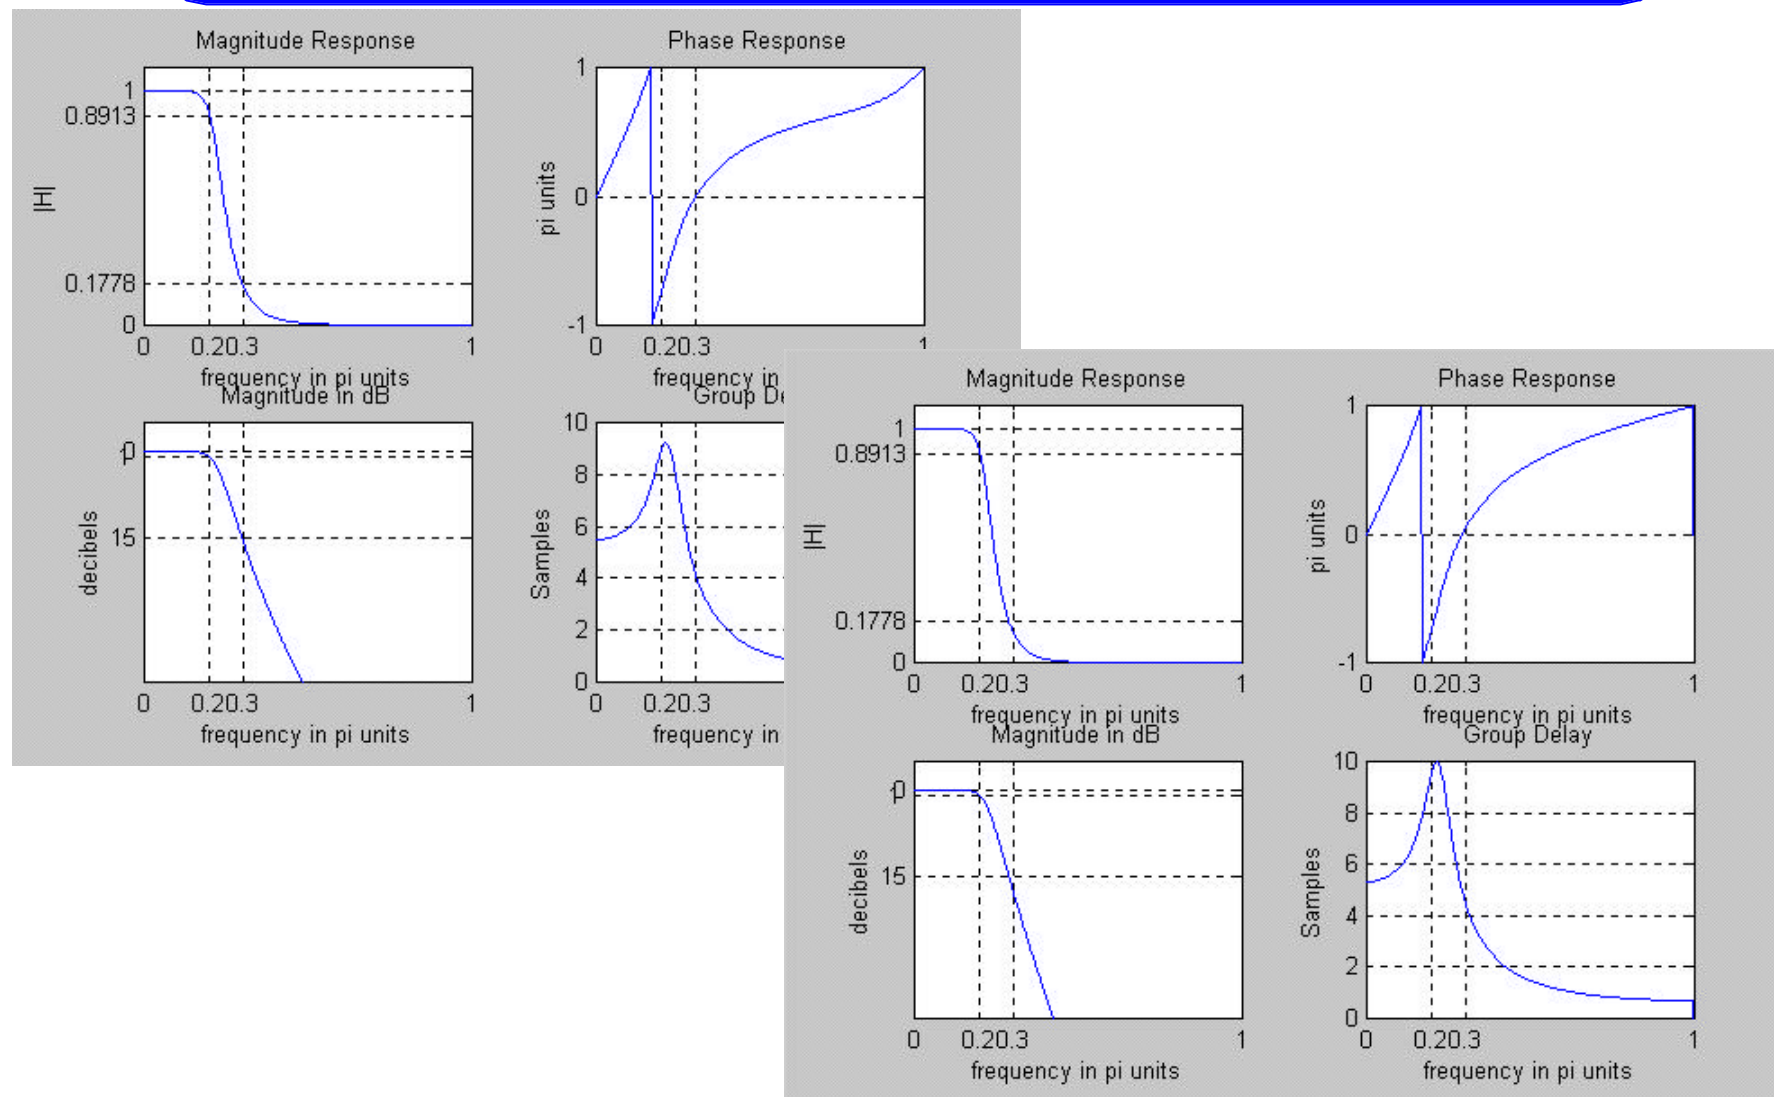 Magnitude Response
1
0.8913
|H|
0.1778
0
0 0.20.3 1
frequency in pi units
Phase Response
1
pi units
0
-1
0 0.20.3 1
frequency in
Magnitude in dB
0
1
decibels
15
0 0.20.3 1
frequency in pi units
Group De
10
8
6
Samples
4
2
0
0 0.20.3
frequency in
Magnitude Response
1
0.8913
|H|
0.1778
0
0 0.20.3 1
frequency in pi units
Phase Response
1
pi units
0
-1
0 0.20.3 1
frequency in pi units
Magnitude in dB
0
1
decibels
15
0 0.20.3 1
frequency in pi units
Group Delay
10
8
6
Samples
4
2
0
0 0.20.3 1
frequency in pi units